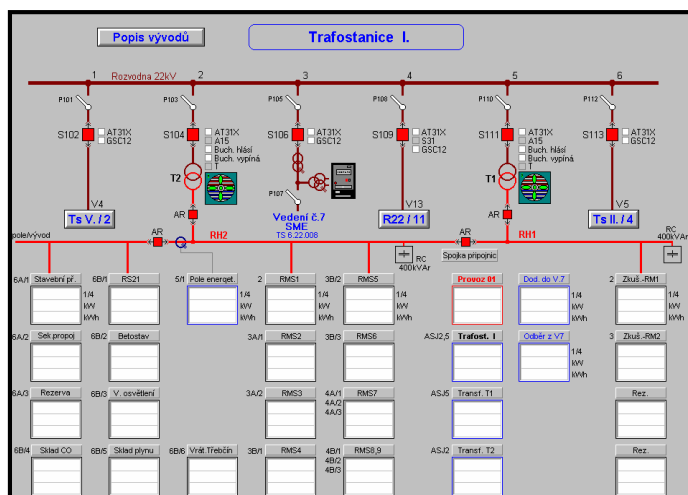 Popis vývodů
Trafostanice I.
Rozvodna 22kV
1
2
3
4
5
6
P101
P103
P105
P108
P110
P112
S102
AT31X
GSC12
S104
AT31X
A15
Buch. hlásí
Buch. vypíná
T
S106
AT31X
GSC12
S109
AT31X
S31
GSC12
S111
AT31X
A15
Buch. hlásí
Buch. vypíná
T
S113
AT31X
GSC12
T2
P107
T1
V4
Ts V. / 2
AR
Vedení č.7
SME
TS 6.22.008
V13
R22 / 11
AR
V5
Ts II. / 4
pole/vývod
AR
RH2
RC
400kVAr
AR
Spojka přípojnic
RH1
RC
400kVAr
6A/1 Stavební př.
6B/1 RS21
5/1 Pole energet.
2 RMS1
3B/2 RMS5
Provoz 01
Dod. do V.7
2 Zkuš.-RM1
1/4
kW
kWh
1/4
kW
kWh
1/4
kW
kWh
1/4
kW
kWh
6A/2 Sek.propoj
6B/2 Betostav
3A/1 RMS2
3B/3 RMS6
ASJ2,5 Trafost. I
Odběr z V7
3 Zkuš.-RM2
1/4
kW
kWh
6A/3 Rezerva
6B/3 V. osvětlení
3A/2 RMS3
4A/1 RMS7
4A/2
4A/3
ASJ5 Transf. T1
Rez.
6B/4 Sklad CO
6B/5 Sklad plynu
6B/6 Vrát.Třebčín
3B/1 RMS4
4B/1 RMS8,9
4B/2
4B/3
ASJ2 Transf. T2
Rez.